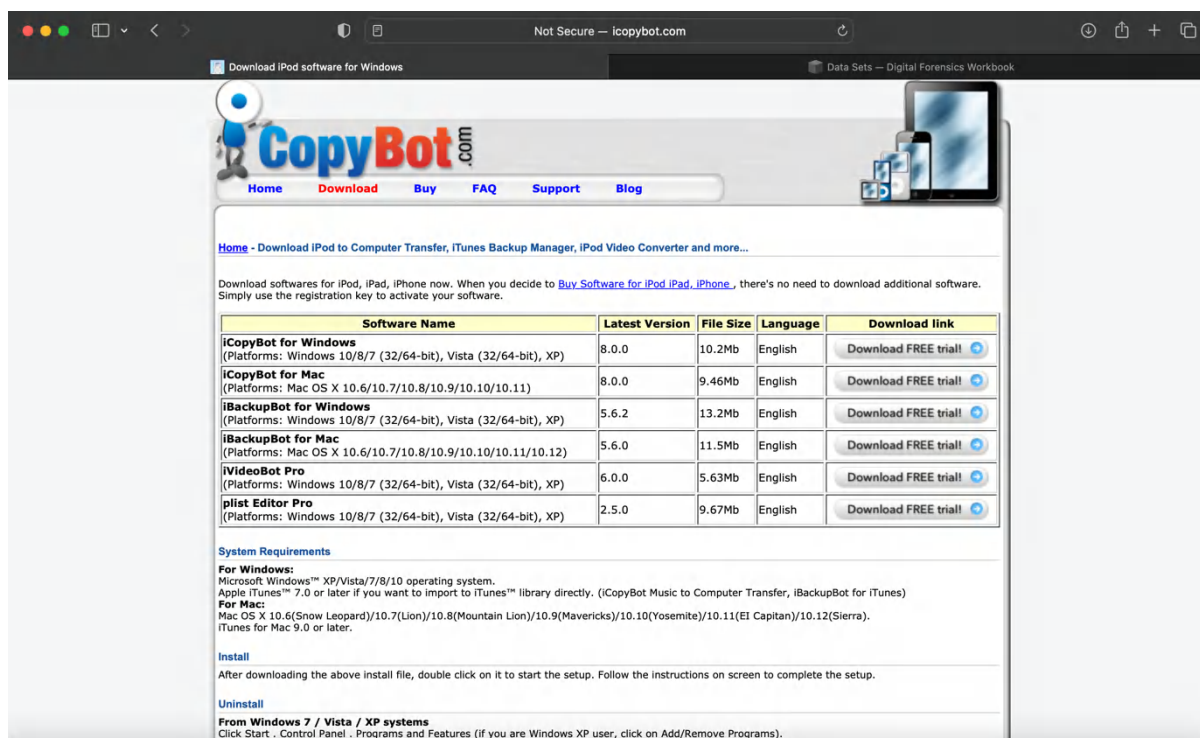 Not Secure — icopybot.com
Download iPod software for Windows
Data Sets — Digital Forensics Workbook
CopyBot.com
Home Download Buy FAQ Support Blog
Home - Download iPod to Computer Transfer, iTunes Backup Manager, iPod Video Converter and more...
Download softwares for iPod, iPad, iPhone now. When you decide to Buy Software for iPod iPad, iPhone , there's no need to download additional software.
Simply use the registration key to activate your software.
Software Name Latest Version File Size Language Download link
iCopyBot for Windows
(Platforms: Windows 10/8/7 (32/64-bit), Vista (32/64-bit), XP) 8.0.0 10.2Mb English Download FREE trial!
iCopyBot for Mac
(Platforms: Mac OS X 10.6/10.7/10.8/10.9/10.10/10.11) 8.0.0 9.46Mb English Download FREE trial!
iBackupBot for Windows
(Platforms: Windows 10/8/7 (32/64-bit), Vista (32/64-bit), XP) 5.6.2 13.2Mb English Download FREE trial!
iBackupBot for Mac
(Platforms: Mac OS X 10.6/10.7/10.8/10.9/10.10/10.11/10.12) 5.6.0 11.5Mb English Download FREE trial!
iVideoBot Pro
(Platforms: Windows 10/8/7 (32/64-bit), Vista (32/64-bit), XP) 6.0.0 5.63Mb English Download FREE trial!
plist Editor Pro
(Platforms: Windows 10/8/7 (32/64-bit), Vista (32/64-bit), XP) 2.5.0 9.67Mb English Download FREE trial!
System Requirements
For Windows:
Microsoft Windows™ XP/Vista/7/8/10 operating system.
Apple iTunes™ 7.0 or later if you want to import to iTunes™ library directly. (iCopyBot Music to Computer Transfer, iBackupBot for iTunes)
For Mac:
Mac OS X 10.6(Snow Leopard)/10.7(Lion)/10.8(Mountain Lion)/10.9(Mavericks)/10.10(Yosemite)/10.11(EI Capitan)/10.12(Sierra).
iTunes for Mac 9.0 or later.
Install
After downloading the above install file, double click on it to start the setup. Follow the instructions on screen to complete the setup.
Uninstall
From Windows 7 / Vista / XP systems
Click Start . Control Panel . Programs and Features (if you are Windows XP user, click on Add/Remove Programs).